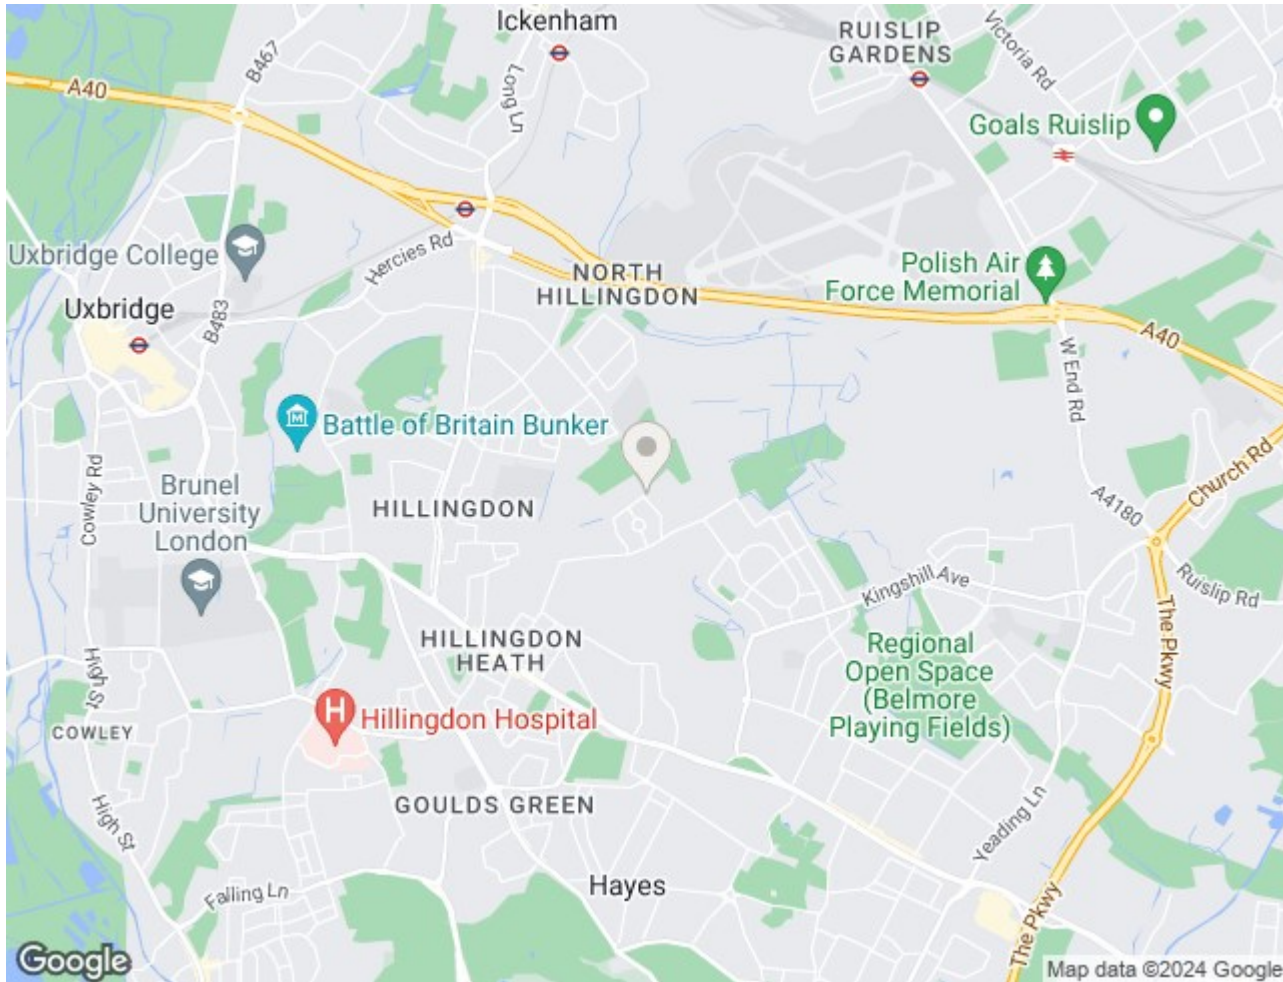 Ickenham
RUISLIP
GARDENS
Victoria Rd
B467
Long Ln
A40
Goals Ruislip
Uxbridge College
Hercies Rd
NORTH
HILLINGDON
Polish Air
Force Memorial
Uxbridge
B483
A40
W End Rd
Battle of Britain Bunker
Church Rd
Cowley Rd
Brunel
University
London
HILLINGDON
A4180
Kingshill Ave
Ruislip Rd
The Pkwy
HILLINGDON
HEATH
Regional
Open Space
(Belmore
Playing Fields)
High St
H
Hillingdon Hospital
COWLEY
High St
GOULDS GREEN
Yeading Ln
Falling Ln
Hayes
The Pkwy
Google
Map data ©2024 Google